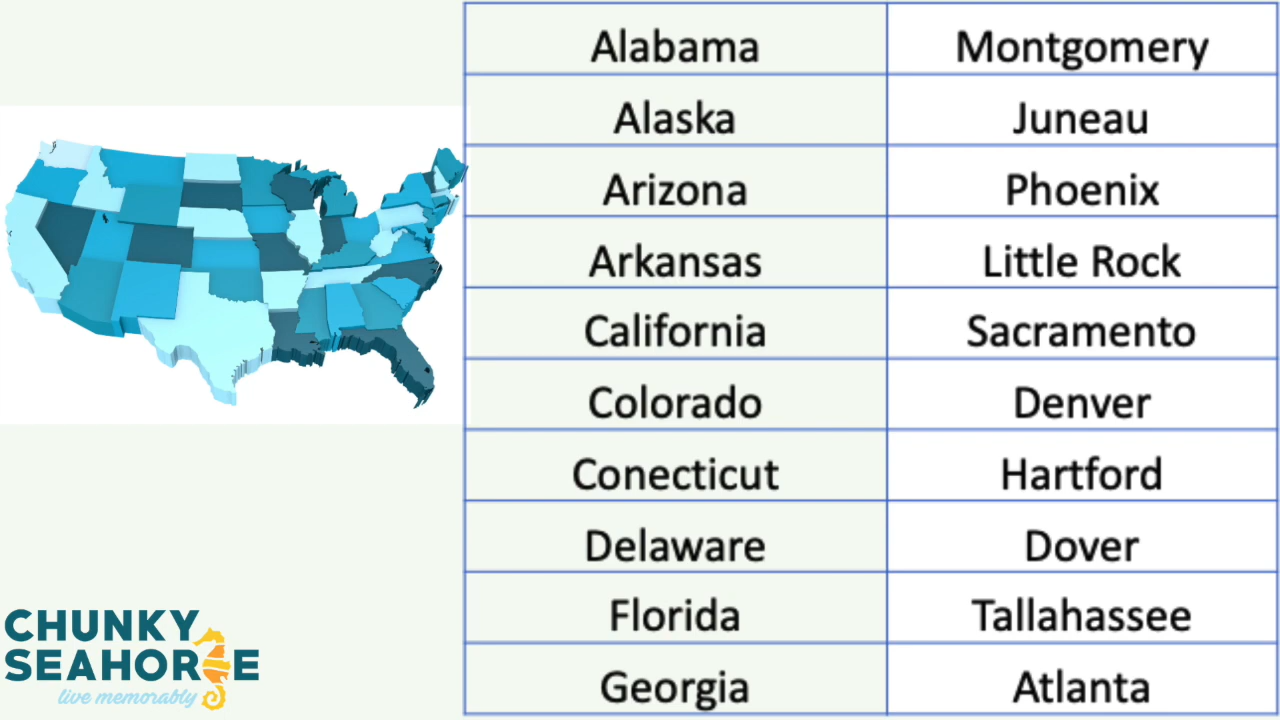 Alabama Montgomery
Alaska Juneau
Arizona Phoenix
Arkansas Little Rock
California Sacramento
Colorado Denver
Conecticut Hartford
Delaware Dover
Florida Tallahassee
Georgia Atlanta
CHUNKY
SEAHORSE
live memorably